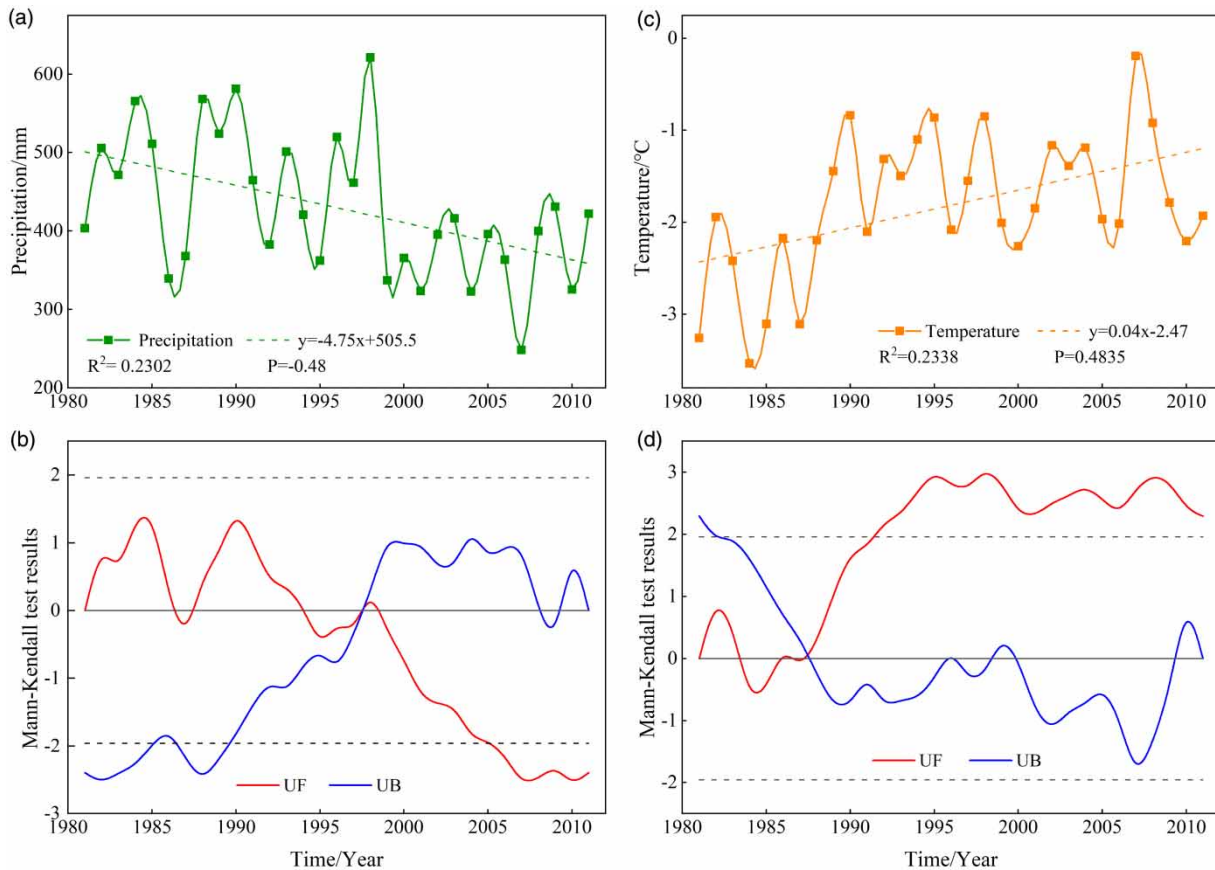 (a)
Precipitation/mm
600
500
400
300
200
Precipitation y=-4.75x+505.5
R²= 0.2302 P=-0.48
1980 1985 1990 1995 2000 2005 2010
(c)
Temperature/°C
0
-1
-2
-3
Temperature y=0.04x-2.47
R²=0.2338 P=0.4835
1980 1985 1990 1995 2000 2005 2010
(b)
Mann-Kendall test results
2
1
0
-1
-2
-3
UF UB
1980 1985 1990 1995 2000 2005 2010
Time/Year
(d)
Mann-Kendall test results
3
2
1
0
-1
-2
UF UB
1980 1985 1990 1995 2000 2005 2010
Time/Year